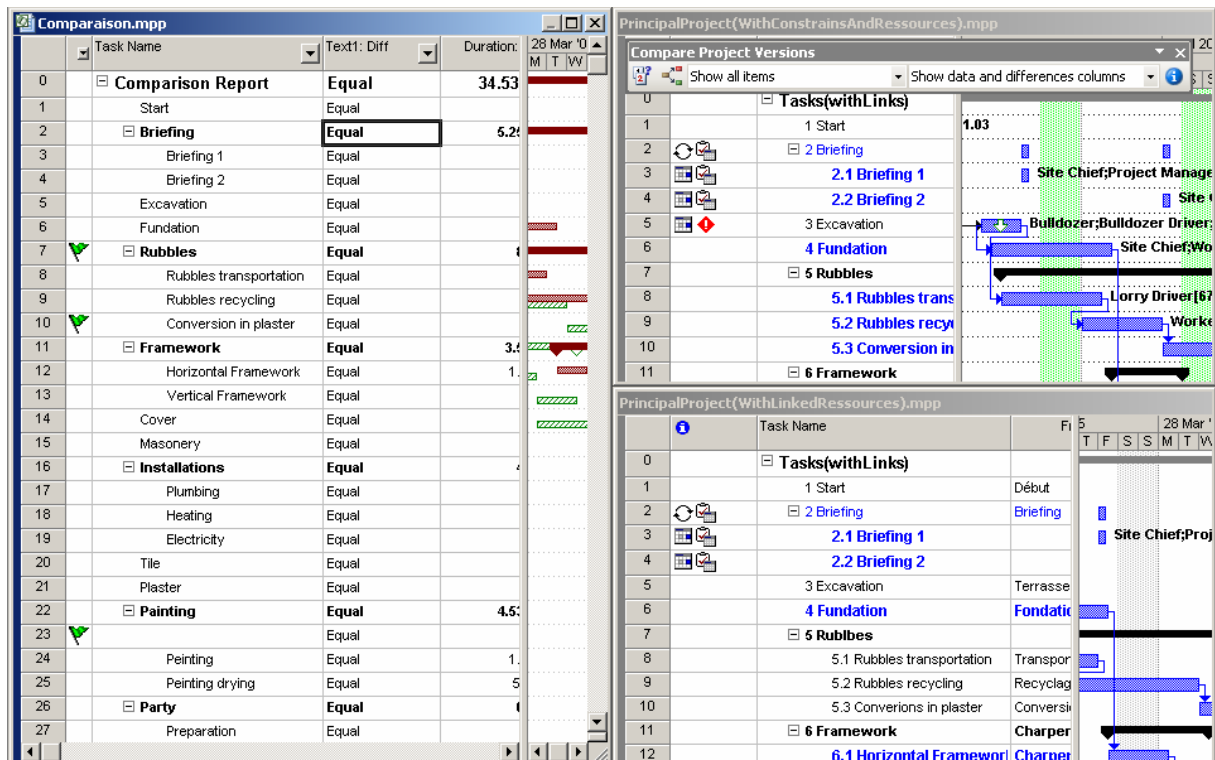 Comparaison.mpp
Task Name Text1: Diff Duration: 28 Mar '0
M T W
0 Comparison Report Equal 34.53
1 Start Equal
2 Briefing Equal 5.25
3 Briefing 1 Equal
4 Briefing 2 Equal
5 Excavation Equal
6 Fundation Equal
7 Rubbles Equal
8 Rubbles transportation Equal
9 Rubbles recycling Equal
10 Conversion in plaster Equal
11 Framework Equal 3.
12 Horizontal Framework Equal 1.
13 Vertical Framework Equal
14 Cover Equal
15 Masonery Equal
16 Installations Equal
17 Plumbing Equal
18 Heating Equal
19 Electricity Equal
20 Tile Equal
21 Plaster Equal
22 Painting Equal 4.53
23 Equal
24 Peinting Equal 1.
25 Peinting drying Equal 5
26 Party Equal
27 Preparation Equal
PrincipalProject(WithConstrainsAndRessources).mpp
20
Compare Project Versions
Show all items Show data and differences columns
0 Tasks(withLinks)
1 1 Start 1.03
2 2 Briefing
3 2.1 Briefing 1 Site Chief;Project Manage
4 2.2 Briefing 2 Site
5 3 Excavation Bulldozer;Bulldozer Driver;
6 4 Fundation Site Chief;Wo
7 5 Rubbles
8 5.1 Rubbles trans Lorry Driver[67
9 5.2 Rubbles recy Worke
10 5.3 Conversion in
11 6 Framework
PrincipalProject(WithLinkedRessources).mpp
Task Name Fr 5 28 Mar '
T F S S M T W
0 Tasks(withLinks)
1 1 Start Début
2 2 Briefing Briefing
3 2.1 Briefing 1 Site Chief;Proj
4 2.2 Briefing 2
5 3 Excavation Terrasse
6 4 Fundation Fondatio
7 5 Rublbes
8 5.1 Rubbles transportation Transpor
9 5.2 Rubbles recycling Recyclag
10 5.3 Converions in plaster Conversi
11 6 Framework Charper
12 6.1 Horizontal Framework Charper